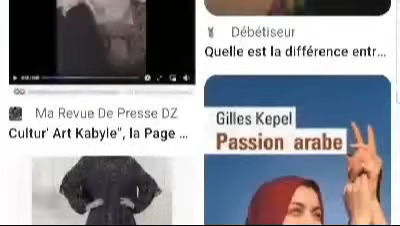 Ma Revue De Presse DZ
Cultur' Art Kabyle", la Page ...
Débétiseur
Quelle est la différence entr...
Gilles Kepel
Passion arabe